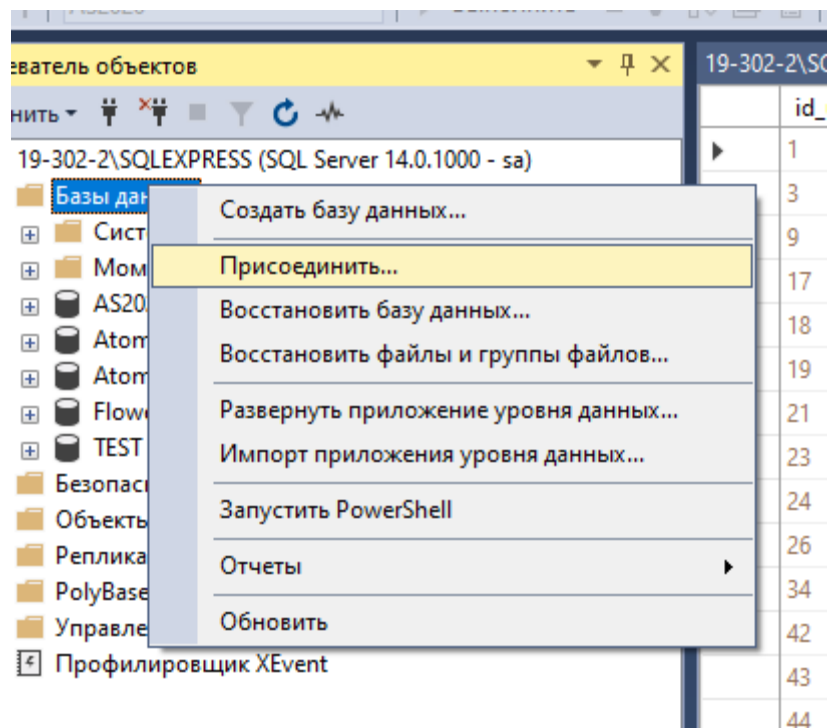 еватель объектов
нить
19-302-2\SQLEXPRESS (SQL Server 14.0.1000 - sa)
Базы дан
Сист
Мом
AS20
Atom
Atom
Flow
TEST
Безопасн
Объекты
Реплика
PolyBase
Управле
Профилировщик XEvent
Создать базу данных...
Присоединить...
Восстановить базу данных...
Восстановить файлы и группы файлов...
Развернуть приложение уровня данных...
Импорт приложения уровня данных...
Запустить PowerShell
Отчеты
Обновить
19-302-2\SQ
id_
1
3
9
17
18
19
21
23
24
26
34
42
43
44